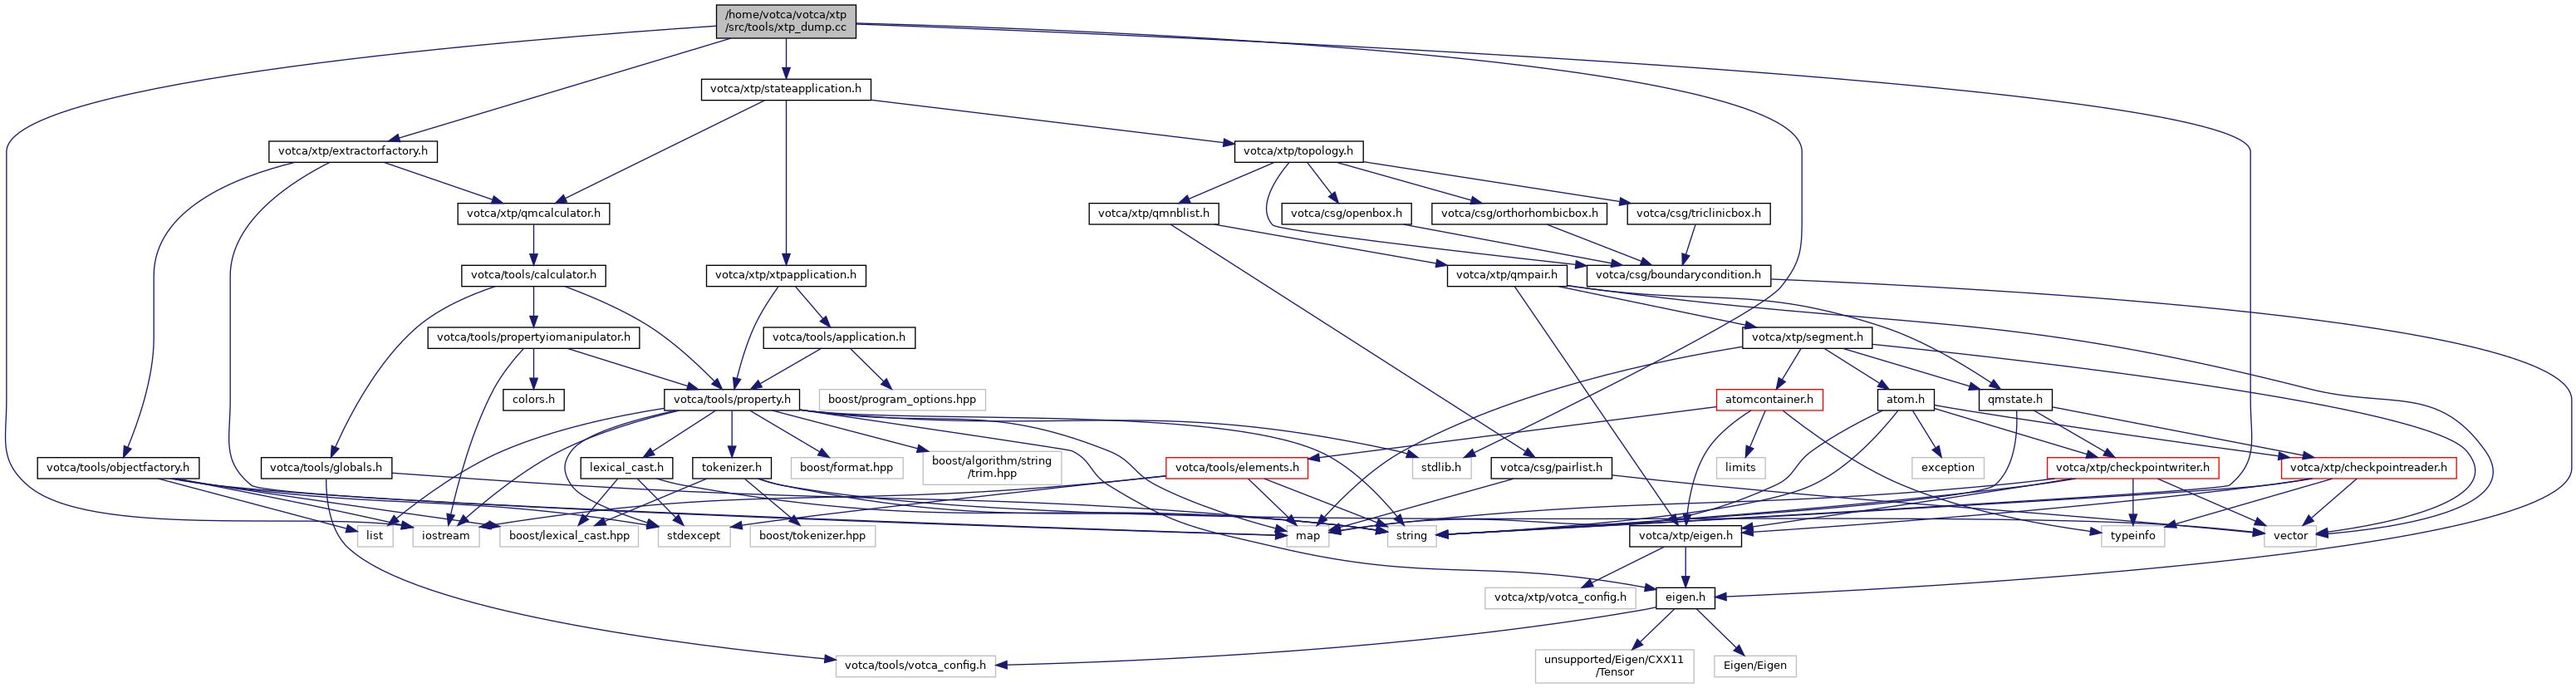 /home/votca/votca/xtp
/src/tools/xtp_dump.cc
votca/xtp/stateapplication.h
votca/xtp/extractorfactory.h
votca/xtp/topology.h
votca/xtp/qmcalculator.h
votca/xtp/qmnblist.h
votca/csg/openbox.h
votca/csg/orthorhombicbox.h
votca/csg/triclinicbox.h
votca/tools/calculator.h
votca/xtp/xtpapplication.h
votca/xtp/qmpair.h
votca/csg/boundarycondition.h
votca/tools/propertyiomanipulator.h
votca/tools/application.h
votca/xtp/segment.h
colors.h
votca/tools/property.h
boost/program_options.hpp
atomcontainer.h
atom.h
qmstate.h
votca/tools/objectfactory.h
votca/tools/globals.h
lexical_cast.h
tokenizer.h
boost/format.hpp
boost/algorithm/string
/trim.hpp
votca/tools/elements.h
stdlib.h
votca/csg/pairlist.h
limits
exception
votca/xtp/checkpointwriter.h
votca/xtp/checkpointreader.h
list
iostream
boost/lexical_cast.hpp
stdexcept
boost/tokenizer.hpp
map
string
votca/xtp/eigen.h
typeinfo
vector
votca/xtp/votca_config.h
eigen.h
votca/tools/votca_config.h
unsupported/Eigen/CXX11
/Tensor
Eigen/Eigen